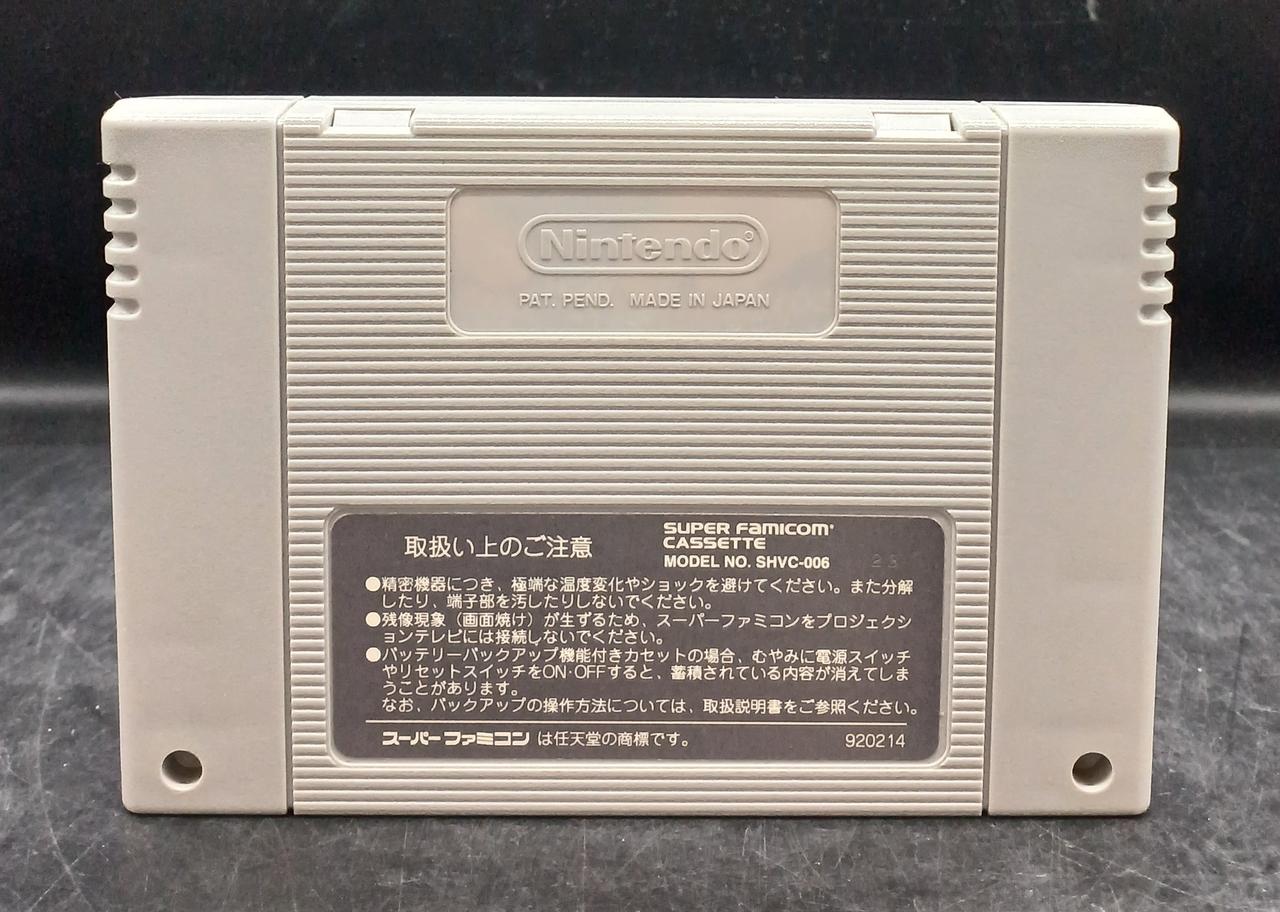 Nintendo®
PAT. PEND. MADE IN JAPAN
取扱い上のご注意
SUPER FAMICOM®
CASSETTE
MODEL NO. SHVC-006
23
●精密機器につき、極端な温度変化やショックを避けてください。また分解
したり、端子部を汚したりしないでください。
●残像現象（画面焼け）が生ずるため、スーパーファミコンをプロジェクシ
ョンテレビには接続しないでください。
●バッテリーバックアップ機能付きカセットの場合、むやみに電源スイッチ
やリセットスイッチをON·OFFすると、蓄積されている内容が消えてしま
うことがあります。
なお、バックアップの操作方法については、取扱説明書をご参照ください。
スーパーファミコン は任天堂の商標です。
920214